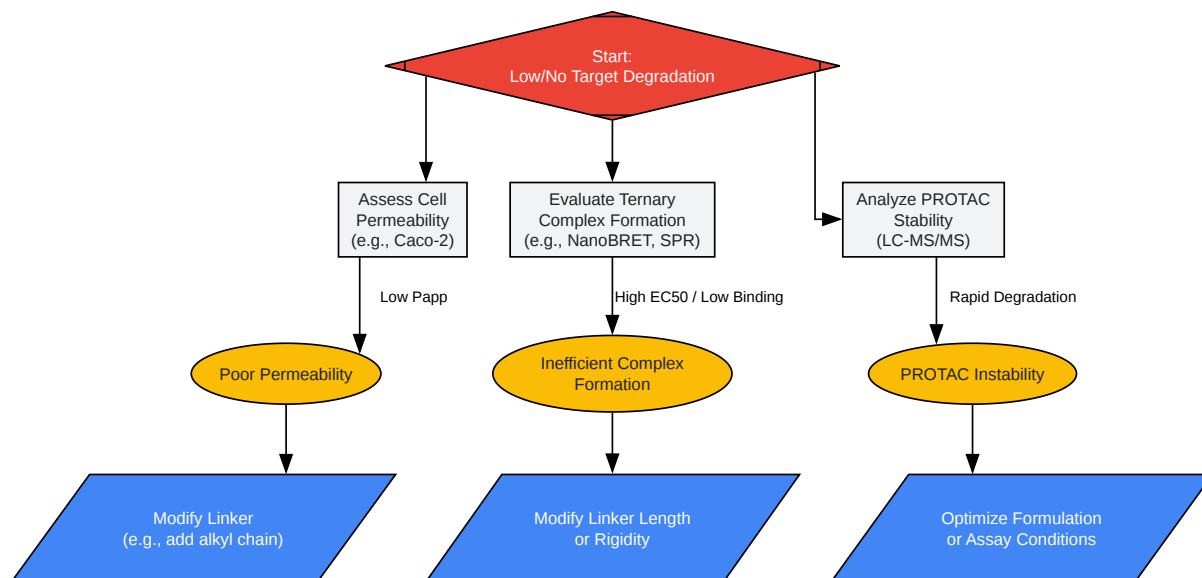 Start:
Low/No Target Degradation
Assess Cell
Permeability
(e.g., Caco-2)
Evaluate Ternary
Complex Formation
(e.g., NanoBRET, SPR)
Analyze PROTAC
Stability
(LC-MS/MS)
Low Papp
High EC50 / Low Binding
Rapid Degradation
Poor Permeability
Inefficient Complex
Formation
PROTAC Instability
Modify Linker
(e.g., add alkyl chain)
Modify Linker Length
or Rigidity
Optimize Formulation
or Assay Conditions